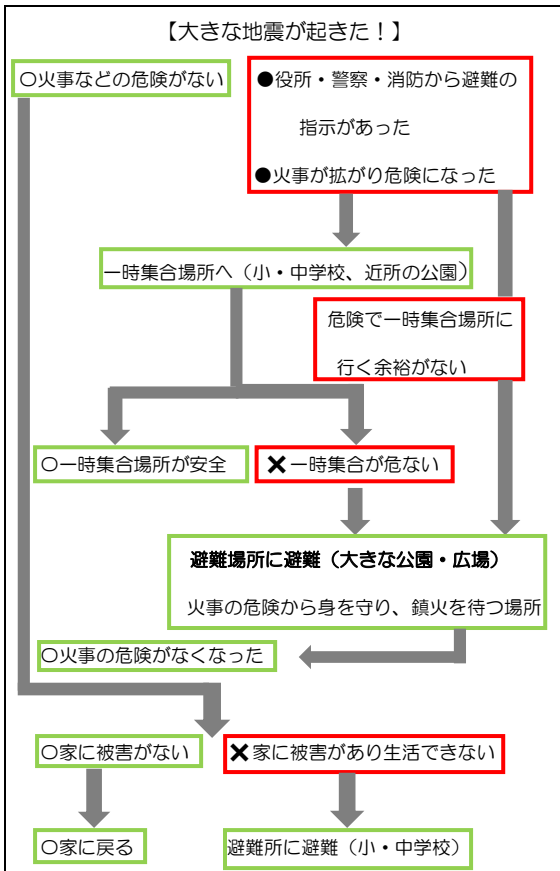 【大きな地震が起きた！】
〇火事などの危険がない
●役所・警察・消防から避難の
指示があった
●火事が拡がり危険になった
一時集合場所へ（小・中学校、近所の公園）
危険で一時集合場所に
行く余裕がない
〇一時集合場所が安全
✖一時集合が危ない
避難場所に避難（大きな公園・広場）
火事の危険から身を守り、鎮火を待つ場所
〇火事の危険がなくなった
〇家に被害がない
✖家に被害があり生活できない
〇家に戻る
避難所に避難（小・中学校）